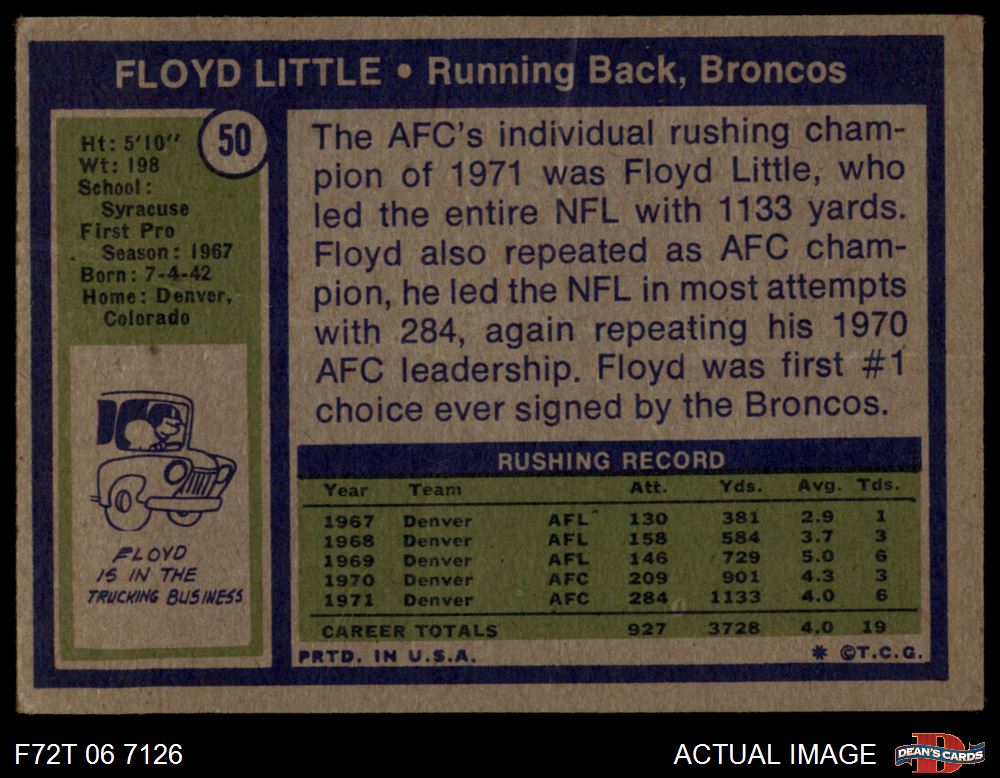 FLOYD LITTLE • Running Back, Broncos
50
Ht: 5'10"
Wt: 198
School:
Syracuse
First Pro
Season: 1967
Born: 7-4-42
Home: Denver,
Colorado
FLOYD
IS IN THE
TRUCKING BUSINESS
The AFC's individual rushing cham-
pion of 1971 was Floyd Little, who
led the entire NFL with 1133 yards.
Floyd also repeated as AFC cham-
pion, he led the NFL in most attempts
with 284, again repeating his 1970
AFC leadership. Floyd was first #1
choice ever signed by the Broncos.
RUSHING RECORD
Year Team Att. Yds. Avg. Tds.
1967 Denver AFL 130 381 2.9 1
1968 Denver AFL 158 584 3.7 3
1969 Denver AFL 146 729 5.0 6
1970 Denver AFC 209 901 4.3 3
1971 Denver AFC 284 1133 4.0 6
CAREER TOTALS 927 3728 4.0 19
PRTD. IN U.S.A. * ©T.C.G.
F72T 06 7126 ACTUAL IMAGE D DEAN'S CARDS